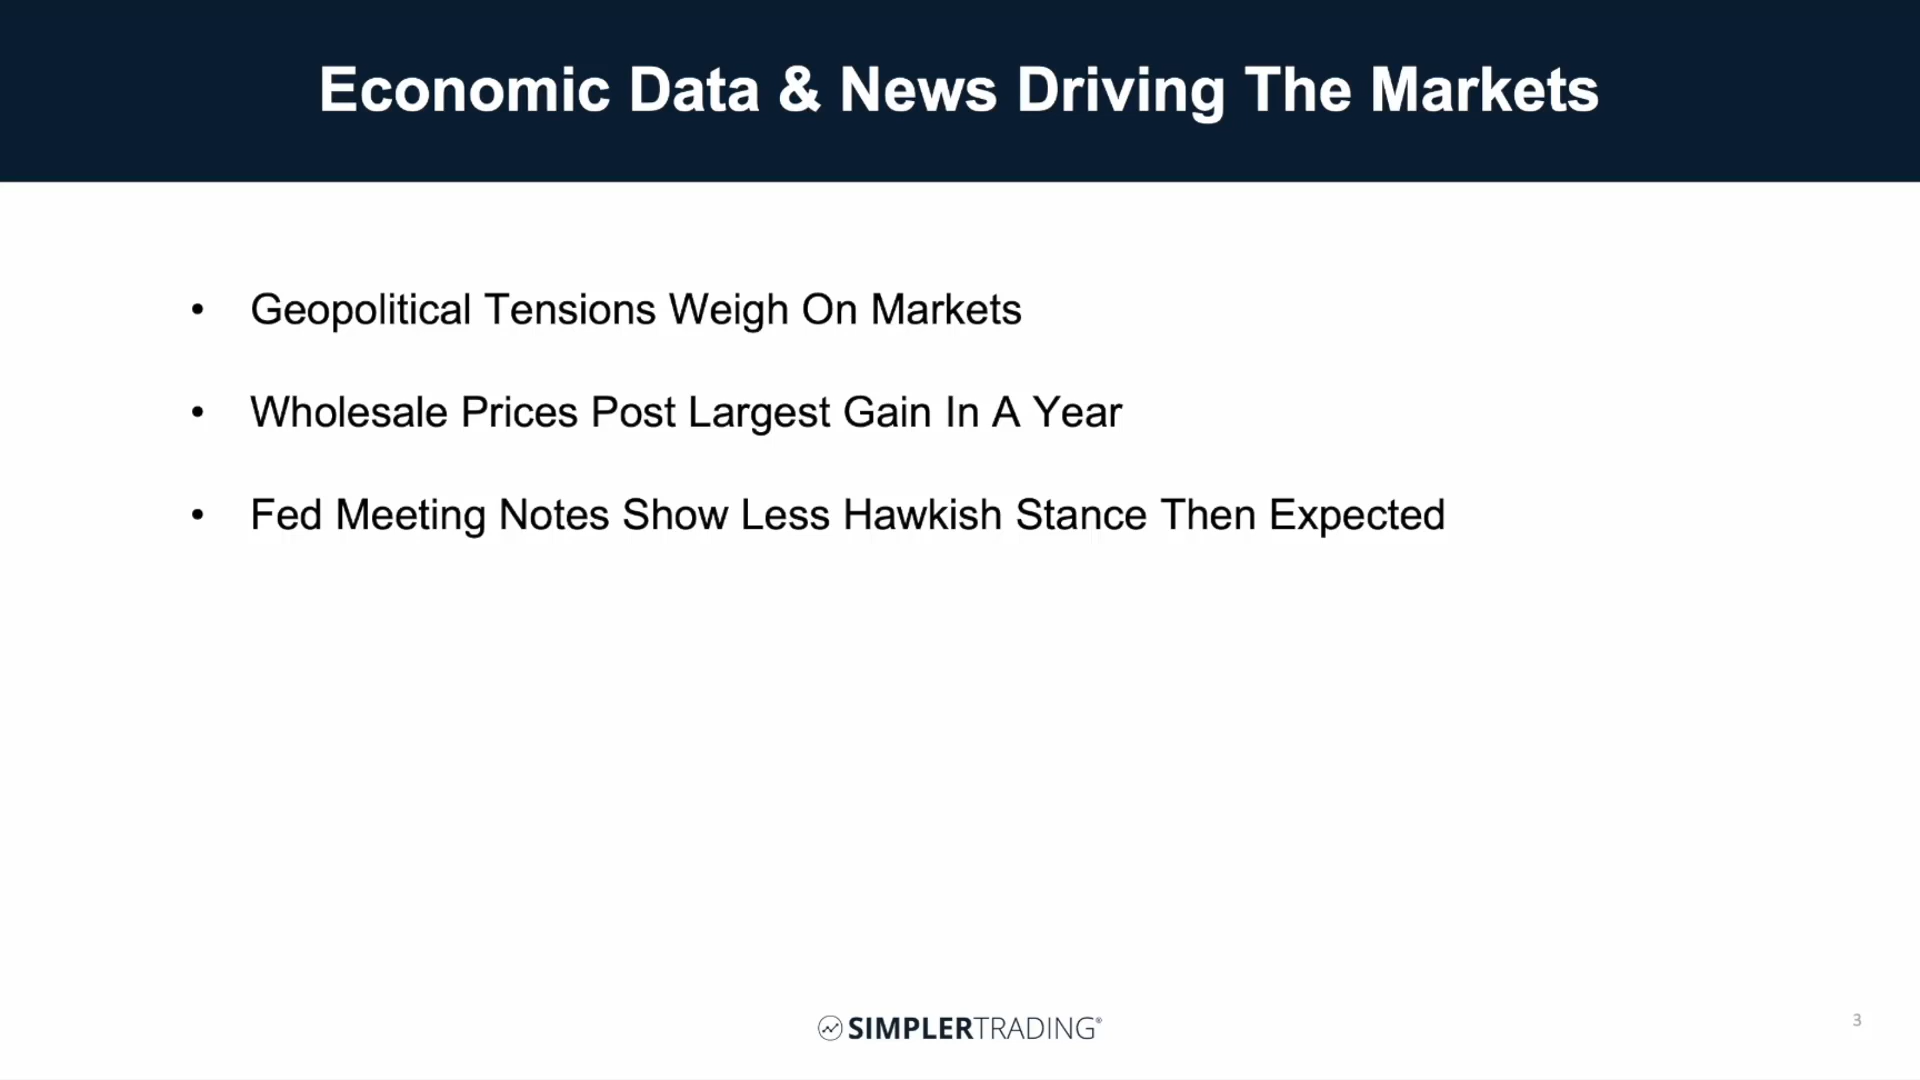 Economic Data & News Driving The Markets
• Geopolitical Tensions Weigh On Markets
• Wholesale Prices Post Largest Gain In A Year
• Fed Meeting Notes Show Less Hawkish Stance Then Expected
SIMPLERTRADING®
3